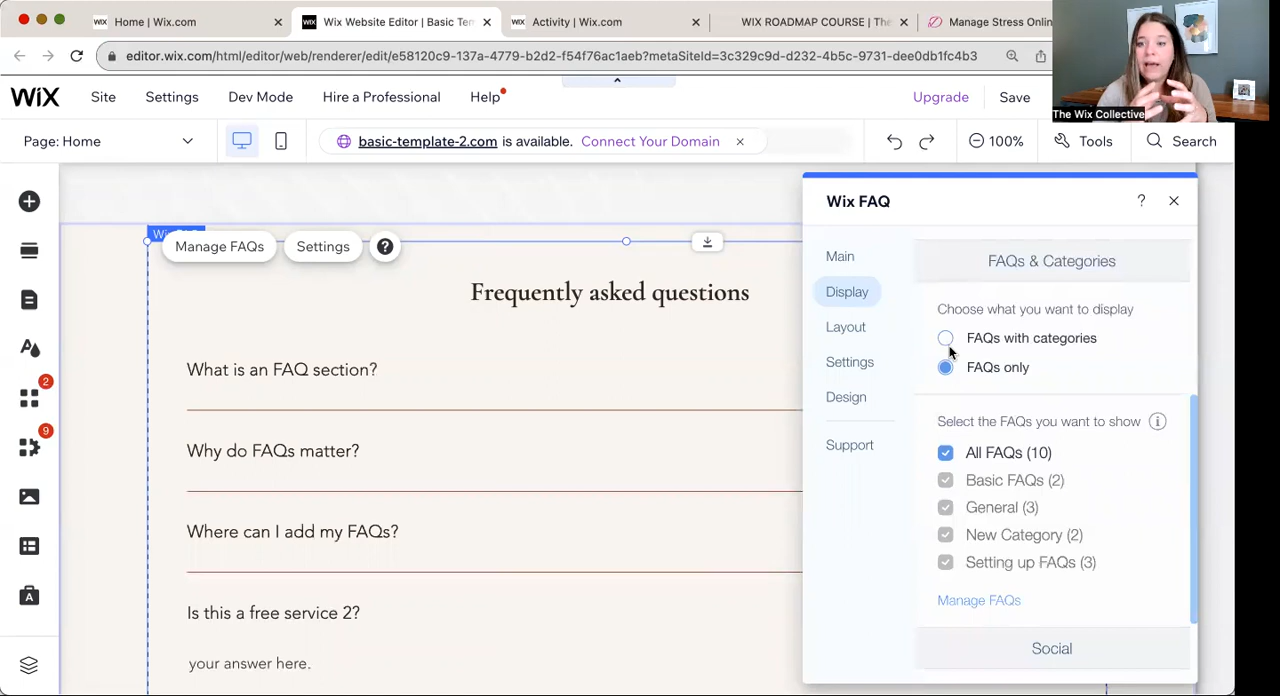 WIX Home | Wix.com
WIX Wix Website Editor | Basic Tem
WIX Activity | Wix.com
WIX ROADMAP COURSE | The
Manage Stress Onlin
editor.wix.com/html/editor/web/renderer/edit/e58120c9-137a-4779-b2d2-f54f76ac1aeb?metaSiteId=3c329c9d-d232-4b5c-9731-dee0db1fc4b3
The Wix Collective
WiX Site Settings Dev Mode Hire a Professional Help Upgrade Save
Page: Home
basic-template-2.com is available. Connect Your Domain
100% Tools Search
2
9
A
Manage FAQs Settings ?
Frequently asked questions
What is an FAQ section?
Why do FAQs matter?
Where can I add my FAQs?
Is this a free service 2?
your answer here.
Wix FAQ ?
Main
Display
Layout
Settings
Design
Support
FAQs & Categories
Choose what you want to display
FAQs with categories
FAQs only
Select the FAQs you want to show i
All FAQs (10)
Basic FAQs (2)
General (3)
New Category (2)
Setting up FAQs (3)
Manage FAQs
Social